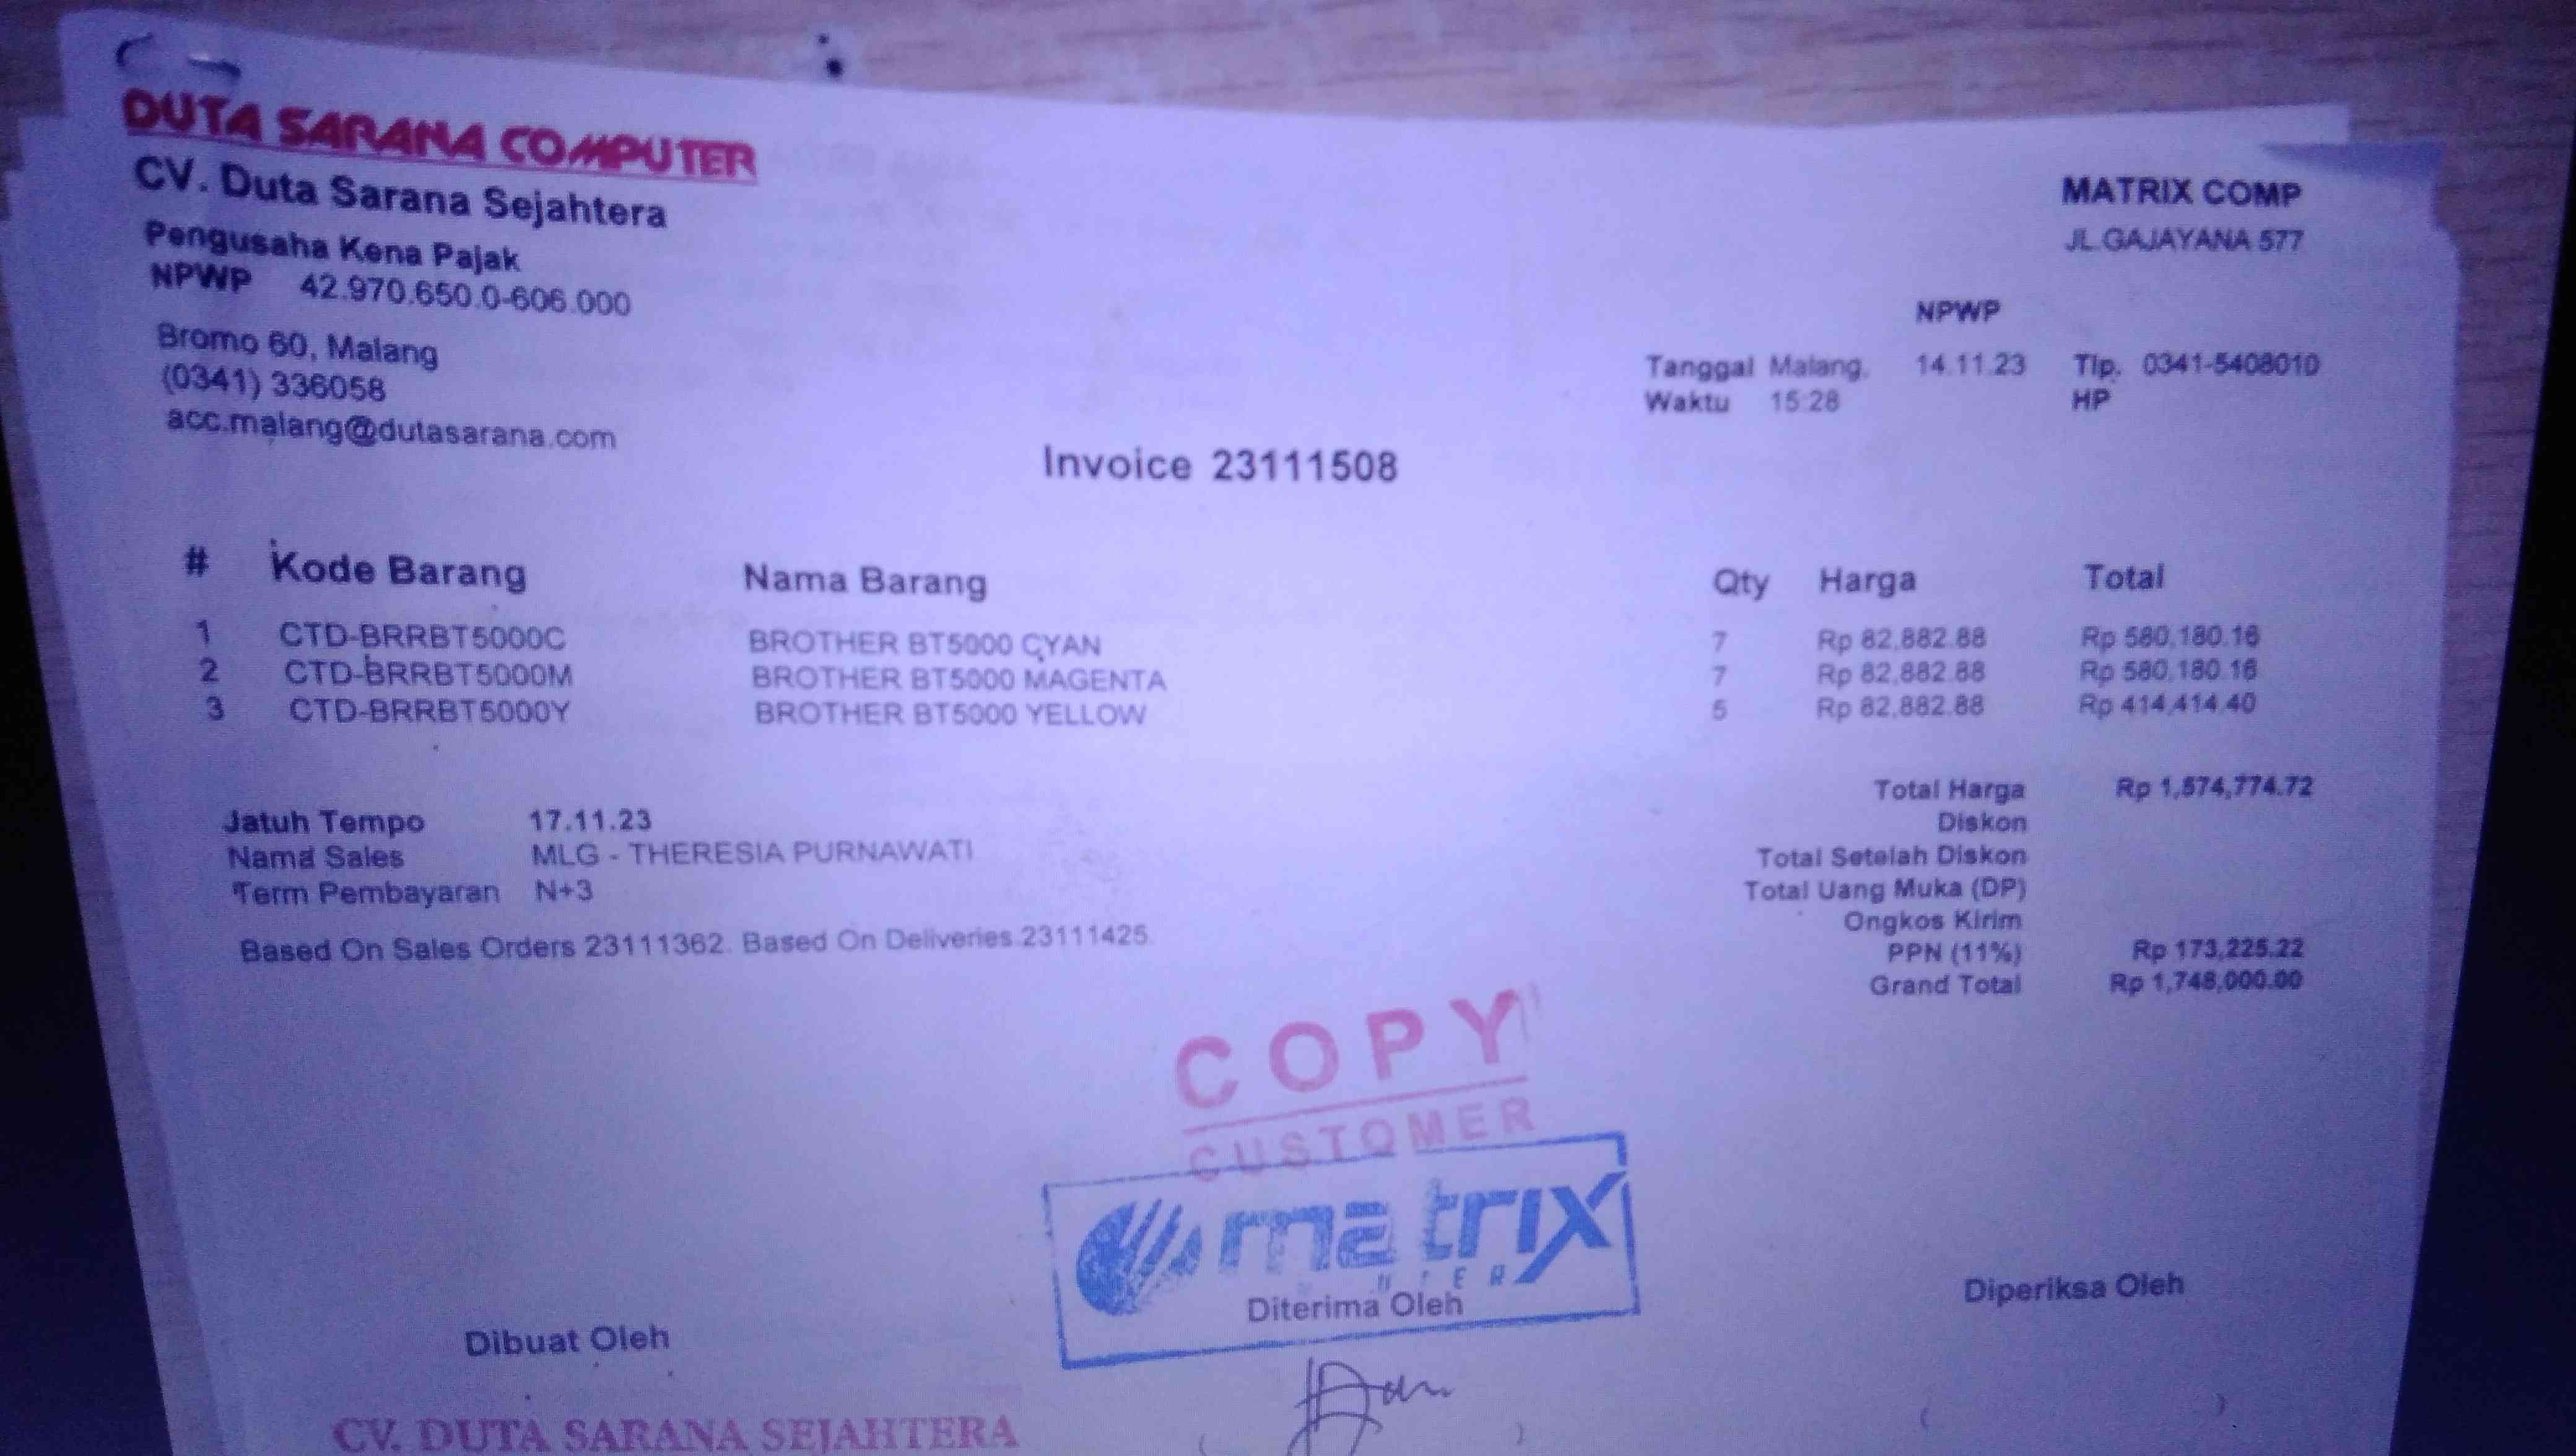 DUTA SARANA COMPUTER
CV. Duta Sarana Sejahtera
Pengusaha Kena Pajak
NPWP 42.970.650.0-606.000
Bromo 60, Malang
(0341) 336058
acc.malang@dutasarana.com
MATRIX COMP
JL.GAJAYANA 577
NPWP
Tanggal Malang, 14.11.23 Tlp. 0341-5408010
Waktu 15:28 HP
Invoice 23111508
# Kode Barang Nama Barang Qty Harga Total
1 CTD-BRRBT5000C BROTHER BT5000 CYAN 7 Rp 82,882.88 Rp 580,180.16
2 CTD-BRRBT5000M BROTHER BT5000 MAGENTA 7 Rp 82,882.88 Rp 580,180.16
3 CTD-BRRBT5000Y BROTHER BT5000 YELLOW 5 Rp 82,882.88 Rp 414,414.40
Jatuh Tempo 17.11.23
Nama Sales MLG - THERESIA PURNAWATI
Term Pembayaran N+3
Based On Sales Orders 23111362. Based On Deliveries 23111425.
Total Harga Rp 1,574,774.72
Diskon
Total Setelah Diskon
Total Uang Muka (DP)
Ongkos Kirim
PPN (11%) Rp 173,225.22
Grand Total Rp 1,748,000.00
COPY
CUSTOMER
matrix
Dibuat Oleh
Diterima Oleh
Diperiksa Oleh
CV. DUTA SARANA SEJAHTERA